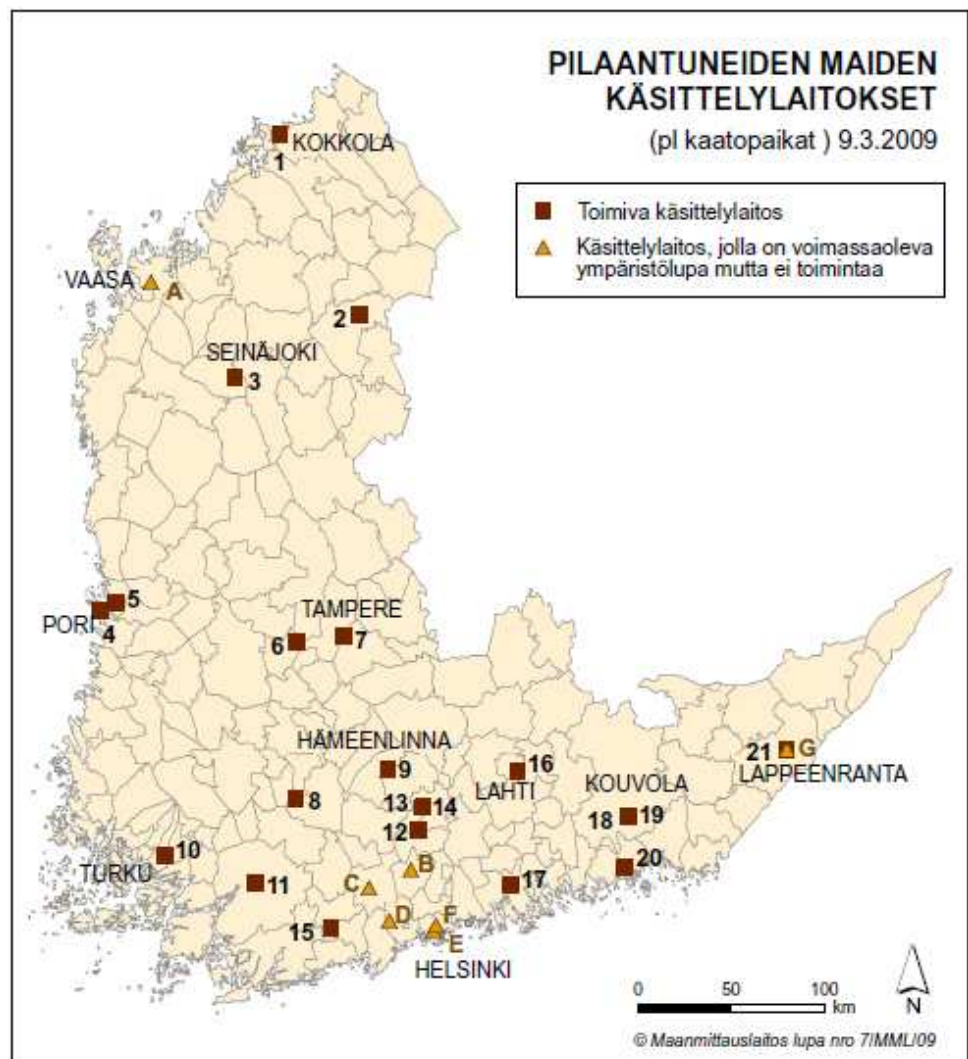 PILAANTUNEIDEN MAIDEN
KÄSITTELYLAITOKSET
(pl kaatopaikat ) 9.3.2009
Toimiva käsittelylaitos
Käsittelylaitos, jolla on voimassaoleva
ympäristölupa mutta ei toimintaa
KOKKOLA
1
VAASA
A
2
SEINÄJOKI
3
5
PORI
4
TAMPERE
6
7
HÄMEENLINNA
9
16
LAHTI
KOUVOLA
21
G
LAPPEENRANTA
8
13
14
12
18
19
10
TURKU
11
B
C
20
17
D
F
15
E
HELSINKI
0
50
100
km
N
© Maanmittauslaitos lupa nro 7/MML/09